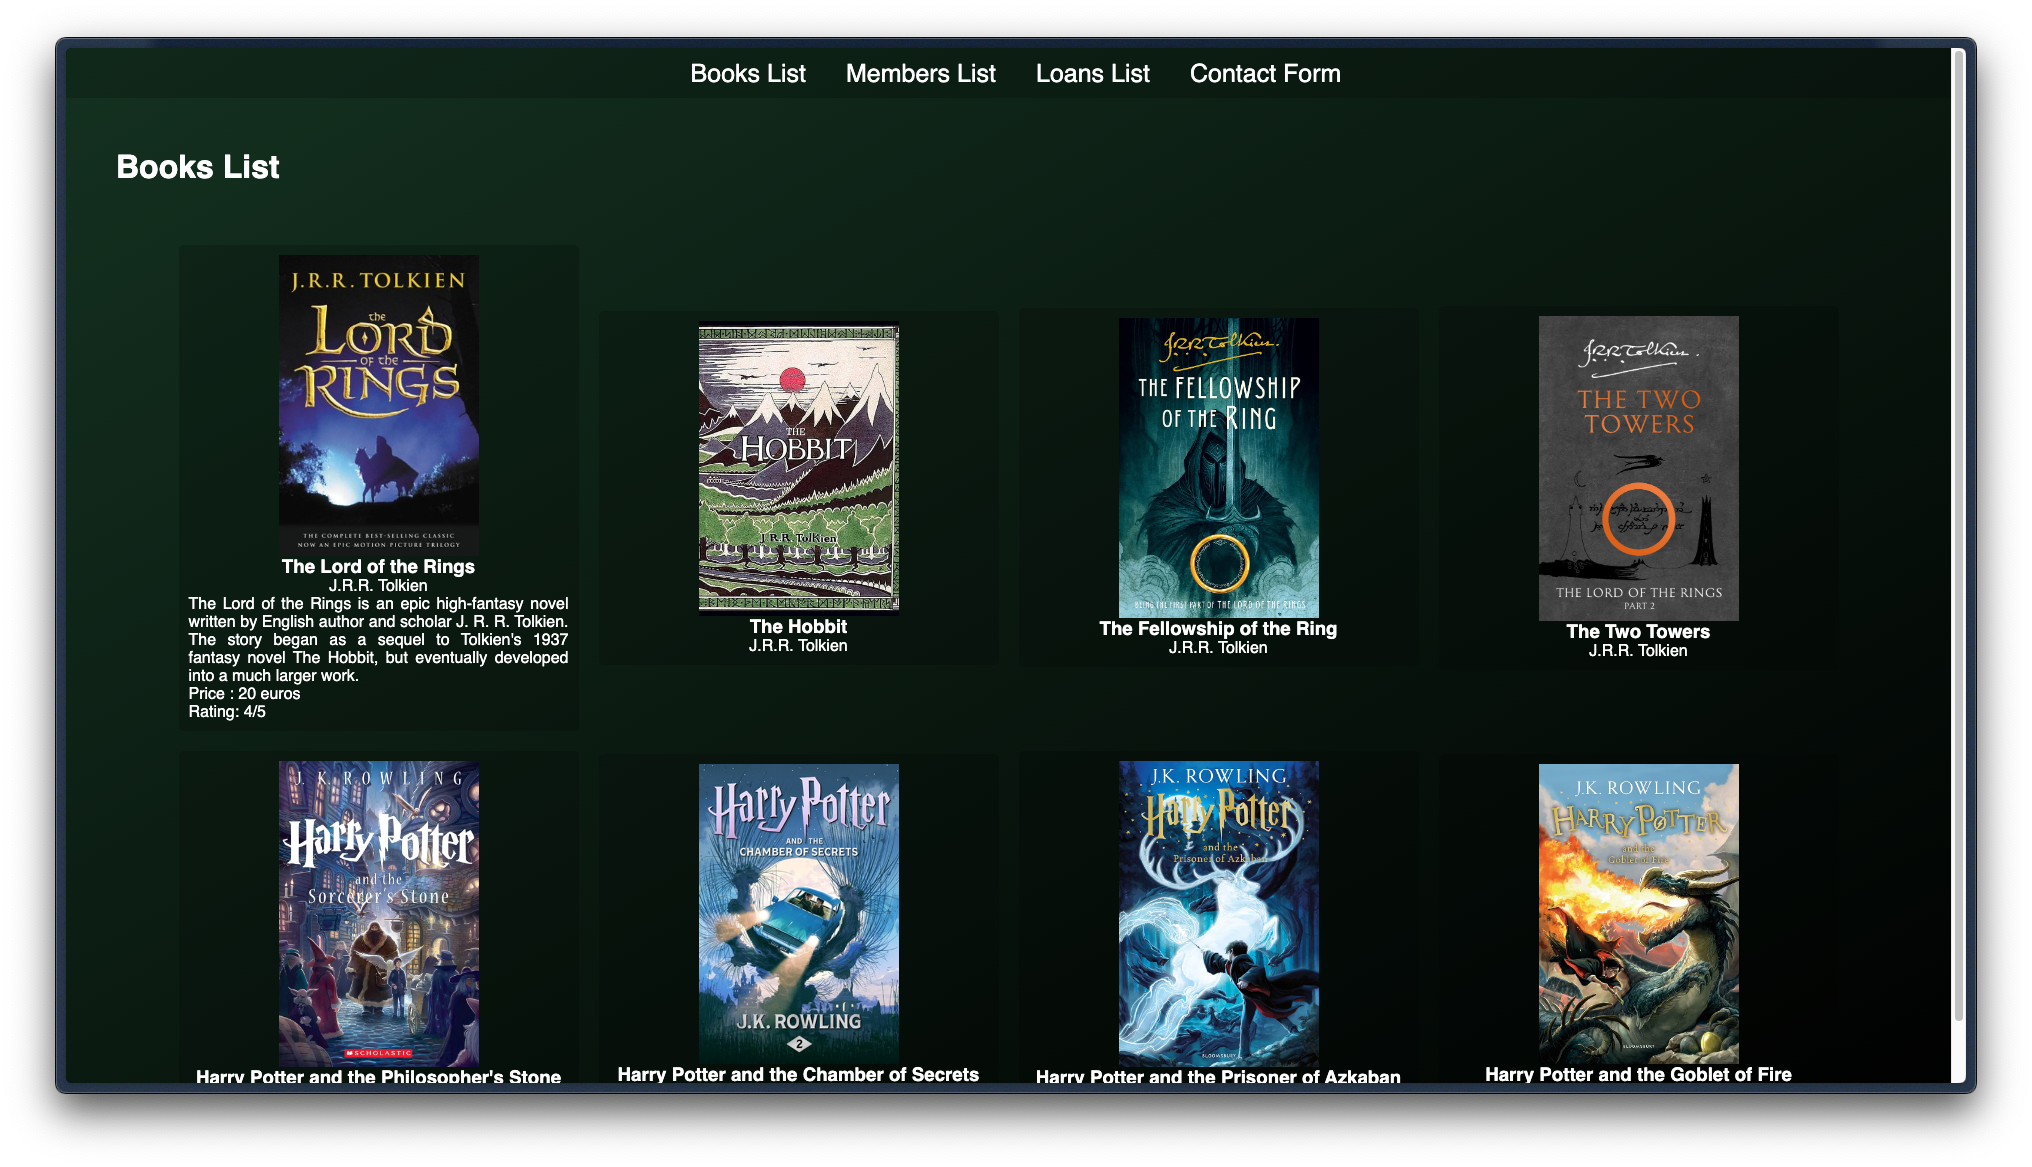 Books List
Members List
Loans List
Contact Form
Books List
J.R.R. TOLKIEN
the
LORD
OF THE
RINGS
THE COMPLETE BEST-SELLING CLASSIC
NOW AN EPIC MOTION PICTURE TRILOGY
The Lord of the Rings
J.R.R. Tolkien
The Lord of the Rings is an epic high-fantasy novel
written by English author and scholar J. R. R. Tolkien.
The story began as a sequel to Tolkien's 1937
fantasy novel The Hobbit, but eventually developed
into a much larger work.
Price : 20 euros
Rating: 4/5
THE
HOBBIT
J.R.R. Tolkien
The Hobbit
J.R.R. Tolkien
J.R.R. Tolkien
THE FELLOWSHIP
OF THE RING
BEING THE FIRST PART OF THE LORD OF THE RINGS
The Fellowship of the Ring
J.R.R. Tolkien
J.R.R. Tolkien.
THE TWO
TOWERS
THE LORD OF THE RINGS
PART 2
The Two Towers
J.R.R. Tolkien
J. K. ROWLING
Harry Potter
and the
Sorcerer's Stone
SCHOLASTIC
Harry Potter and the Philosopher's Stone
Harry Potter
AND THE
CHAMBER OF SECRETS
J.K. ROWLING
2
Harry Potter and the Chamber of Secrets
J.K. ROWLING
Harry Potter
and the
Prisoner of Azkaban
BLOOMSBURY
Harry Potter and the Prisoner of Azkaban
J.K. ROWLING
HARRY POTTER
and the
Goblet of Fire
BLOOMSBURY
Harry Potter and the Goblet of Fire